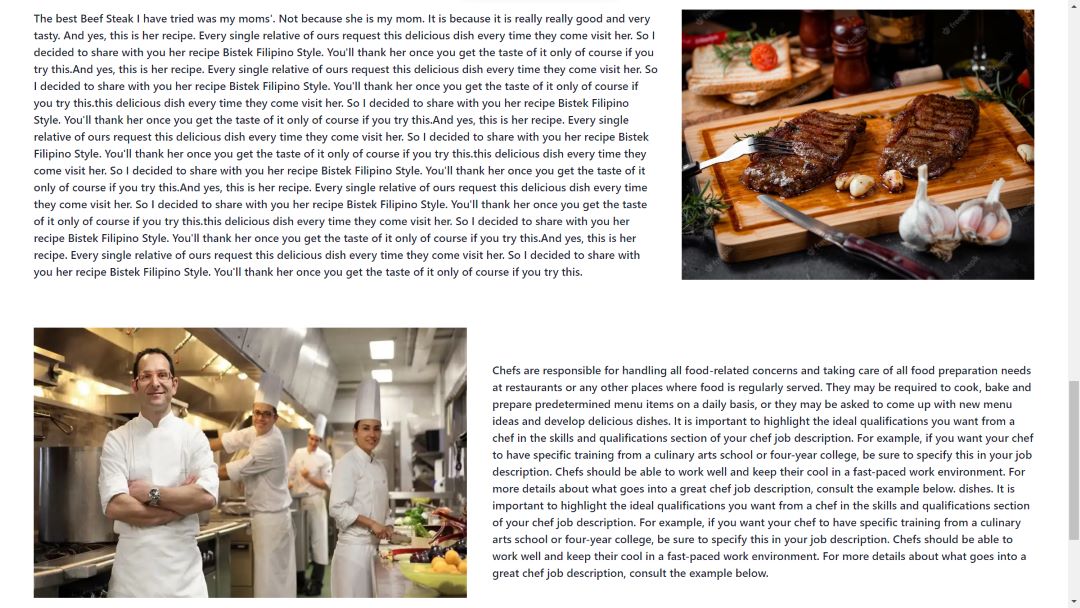 The best Beef Steak I have tried was my moms'. Not because she is my mom. It is because it is really really good and very
tasty. And yes, this is her recipe. Every single relative of ours request this delicious dish every time they come visit her. So I
decided to share with you her recipe Bistek Filipino Style. You'll thank her once you get the taste of it only of course if you
try this.And yes, this is her recipe. Every single relative of ours request this delicious dish every time they come visit her. So
I decided to share with you her recipe Bistek Filipino Style. You'll thank her once you get the taste of it only of course if
you try this.this delicious dish every time they come visit her. So I decided to share with you her recipe Bistek Filipino
Style. You'll thank her once you get the taste of it only of course if you try this.And yes, this is her recipe. Every single
relative of ours request this delicious dish every time they come visit her. So I decided to share with you her recipe Bistek
Filipino Style. You'll thank her once you get the taste of it only of course if you try this.this delicious dish every time they
come visit her. So I decided to share with you her recipe Bistek Filipino Style. You'll thank her once you get the taste of it
only of course if you try this.And yes, this is her recipe. Every single relative of ours request this delicious dish every time
they come visit her. So I decided to share with you her recipe Bistek Filipino Style. You'll thank her once you get the taste
of it only of course if you try this.this delicious dish every time they come visit her. So I decided to share with you her
recipe Bistek Filipino Style. You'll thank her once you get the taste of it only of course if you try this.And yes, this is her
recipe. Every single relative of ours request this delicious dish every time they come visit her. So I decided to share with
you her recipe Bistek Filipino Style. You'll thank her once you get the taste of it only of course if you try this.
Chefs are responsible for handling all food-related concerns and taking care of all food preparation needs
at restaurants or any other places where food is regularly served. They may be required to cook, bake and
prepare predetermined menu items on a daily basis, or they may be asked to come up with new menu
ideas and develop delicious dishes. It is important to highlight the ideal qualifications you want from a
chef in the skills and qualifications section of your chef job description. For example, if you want your chef
to have specific training from a culinary arts school or four-year college, be sure to specify this in your job
description. Chefs should be able to work well and keep their cool in a fast-paced work environment. For
more details about what goes into a great chef job description, consult the example below. dishes. It is
important to highlight the ideal qualifications you want from a chef in the skills and qualifications section
of your chef job description. For example, if you want your chef to have specific training from a culinary
arts school or four-year college, be sure to specify this in your job description. Chefs should be able to
work well and keep their cool in a fast-paced work environment. For more details about what goes into a
great chef job description, consult the example below.